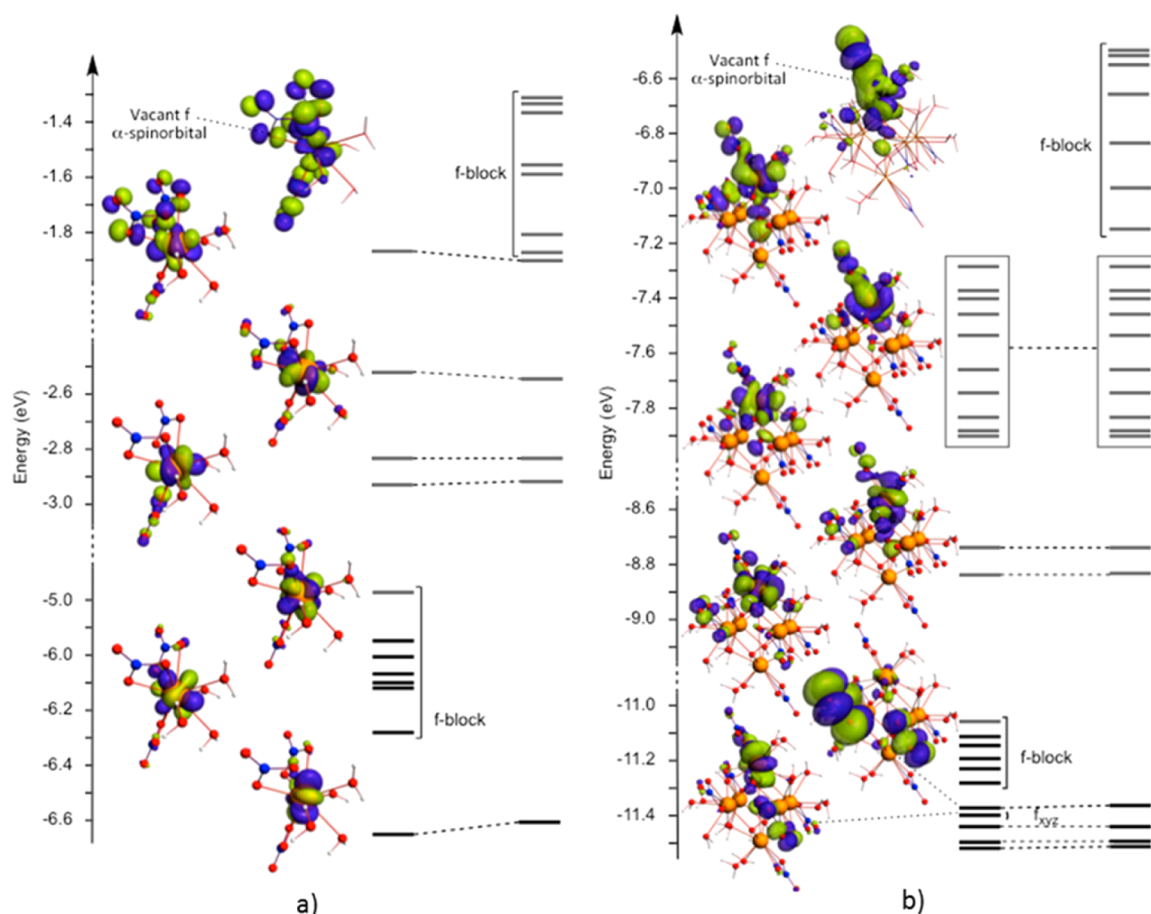 Vacant f
α-spinorbital
-1.4
-1.6
-1.8
-2.6
-2.8
-3.0
-5.0
-6.0
-6.2
-6.4
-6.6
Energy (eV)
f-block
f-block
a)
Vacant f
α-spinorbital
-6.6
-6.8
-7.0
-7.4
-7.6
-7.8
-8.6
-8.8
-9.0
-11.0
-11.2
-11.4
Energy (eV)
f-block
f-block
fxyz
b)